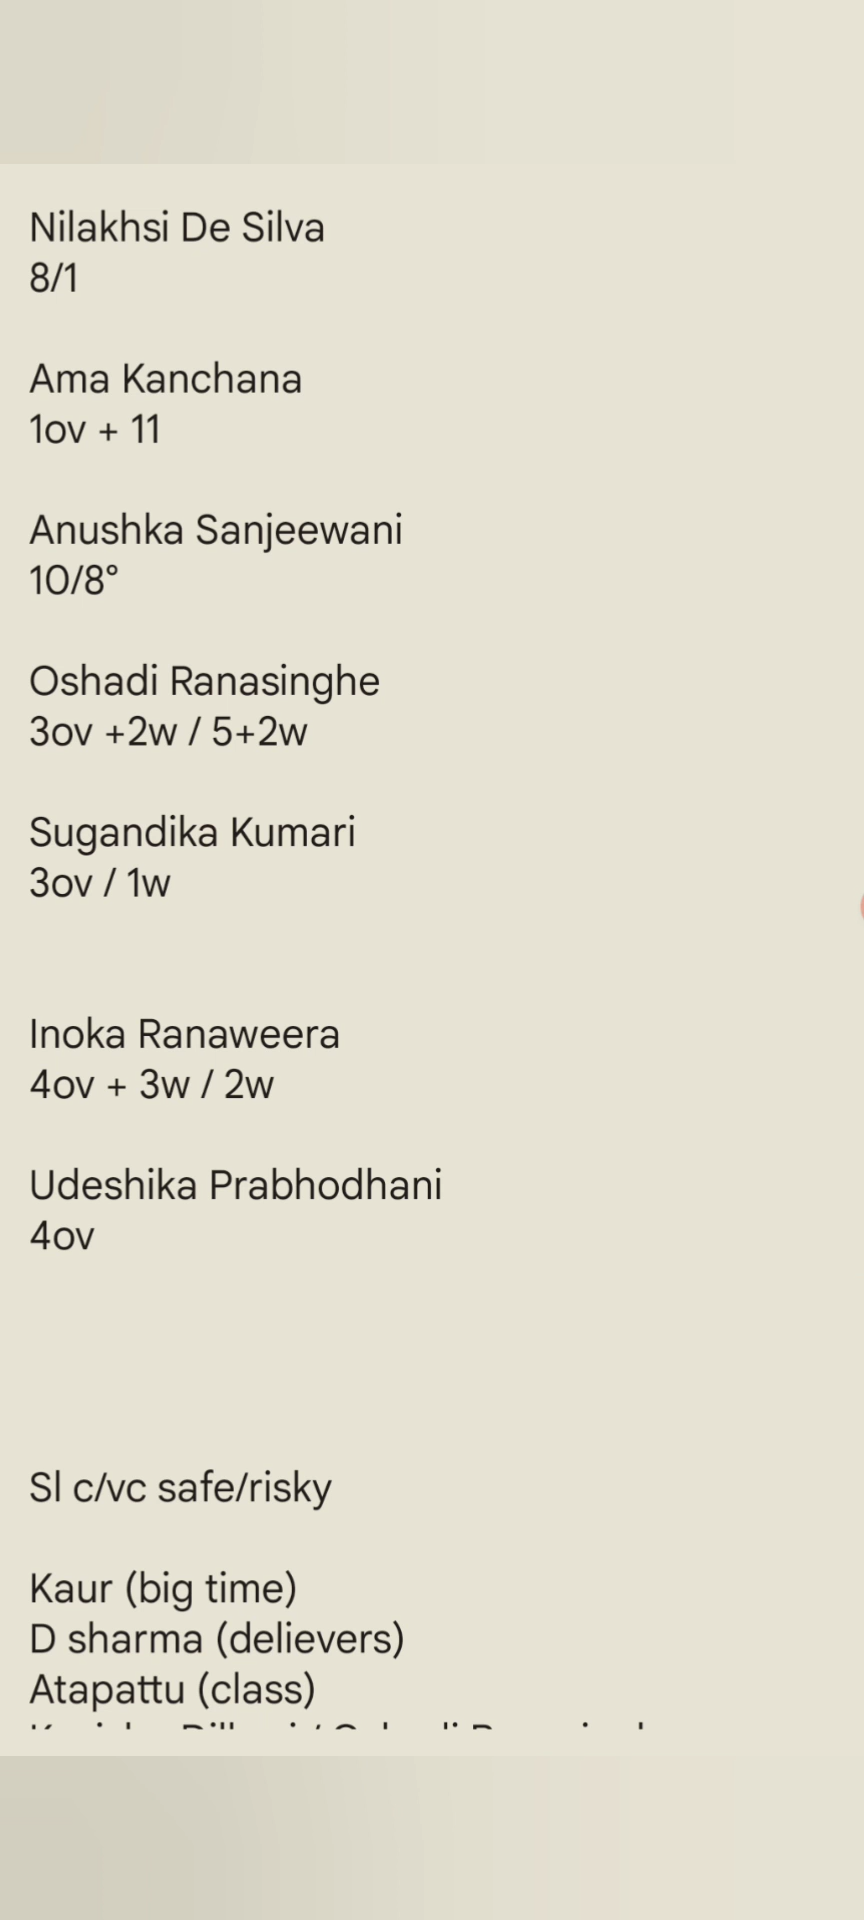 Nilakhsi De Silva
8/1
Ama Kanchana
1ov + 11
Anushka Sanjeewani
10/8°
Oshadi Ranasinghe
3ov +2w / 5+2w
Sugandika Kumari
3ov / 1w
Inoka Ranaweera
4ov + 3w / 2w
Udeshika Prabhodhani
4ov
Sl c/vc safe/risky
Kaur (big time)
D sharma (delievers)
Atapattu (class)